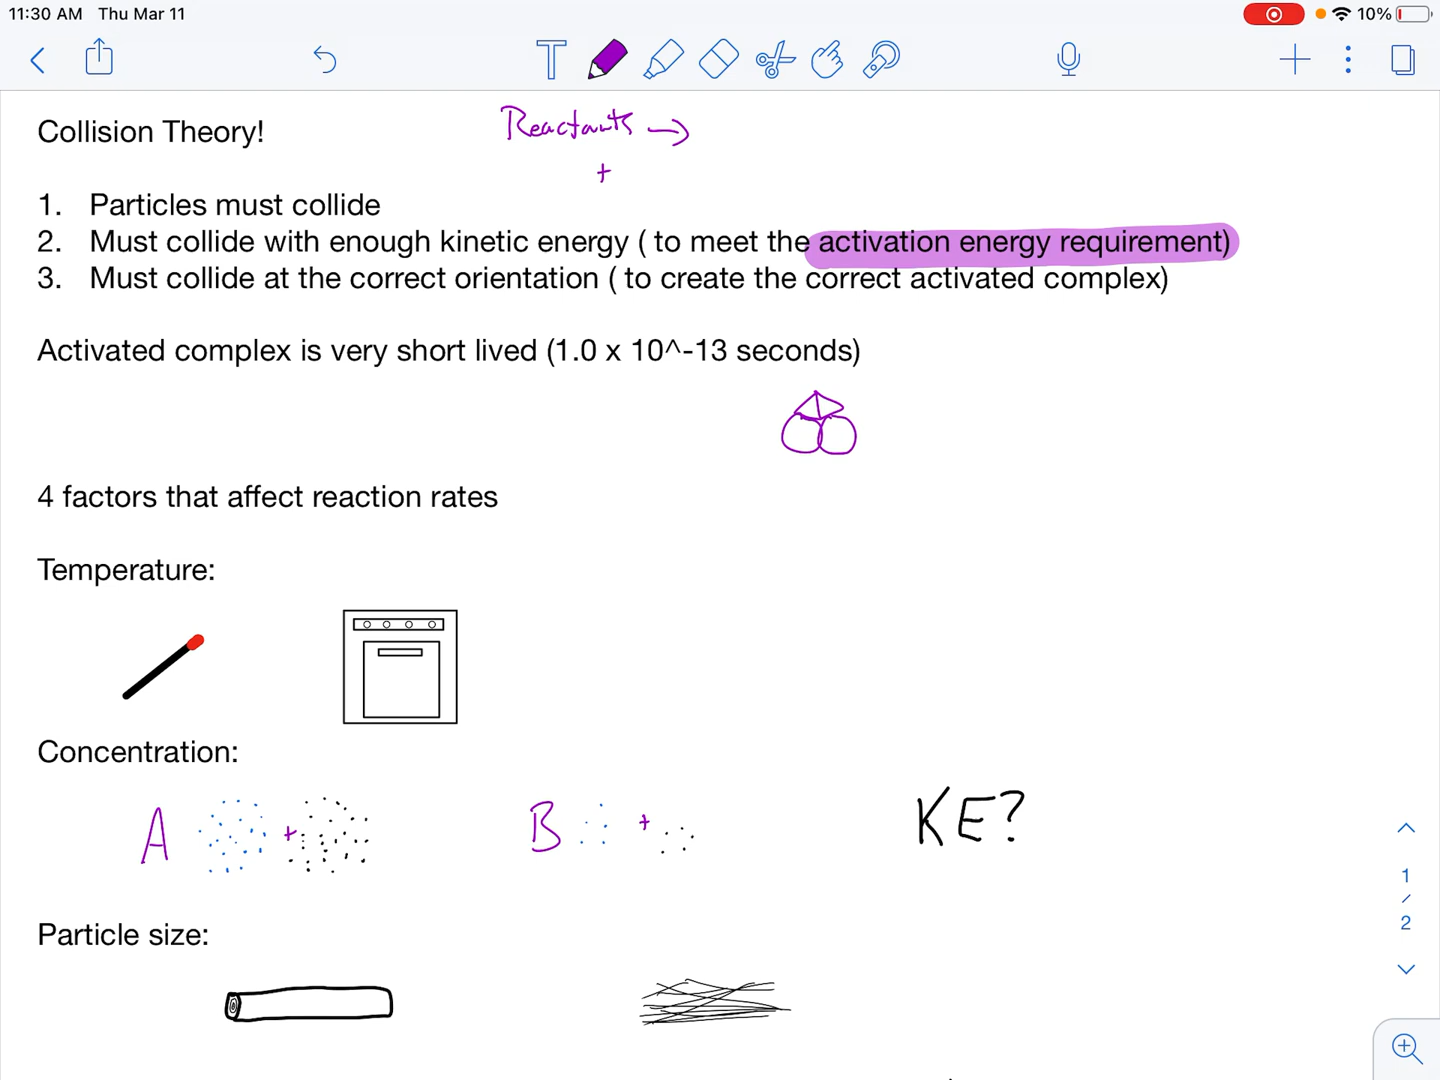 11:30 AM Thu Mar 11
10%
T
Collision Theory!
Reactants →
+
1. Particles must collide
2. Must collide with enough kinetic energy ( to meet the activation energy requirement)
3. Must collide at the correct orientation ( to create the correct activated complex)
Activated complex is very short lived (1.0 x 10^-13 seconds)
4 factors that affect reaction rates
Temperature:
Concentration:
A + B + KE?
1
/
2
Particle size: